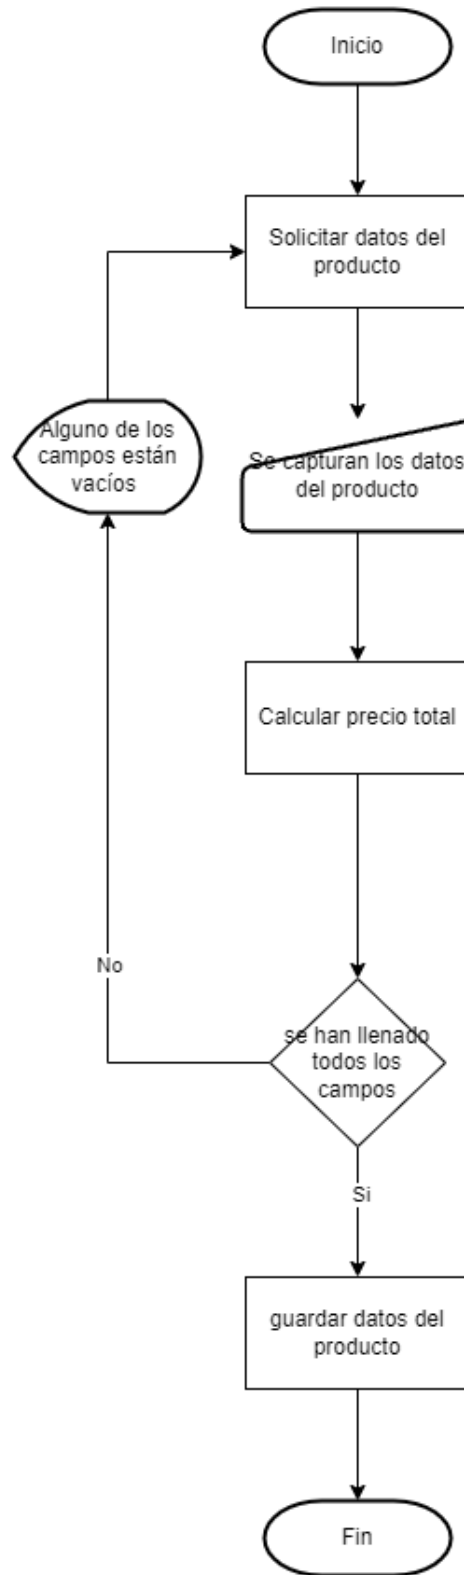 Inicio
Solicitar datos del
producto
Alguno de los
campos están
vacíos
Se capturan los datos
del producto
Calcular precio total
No
se han llenado
todos los
campos
Si
guardar datos del
producto
Fin